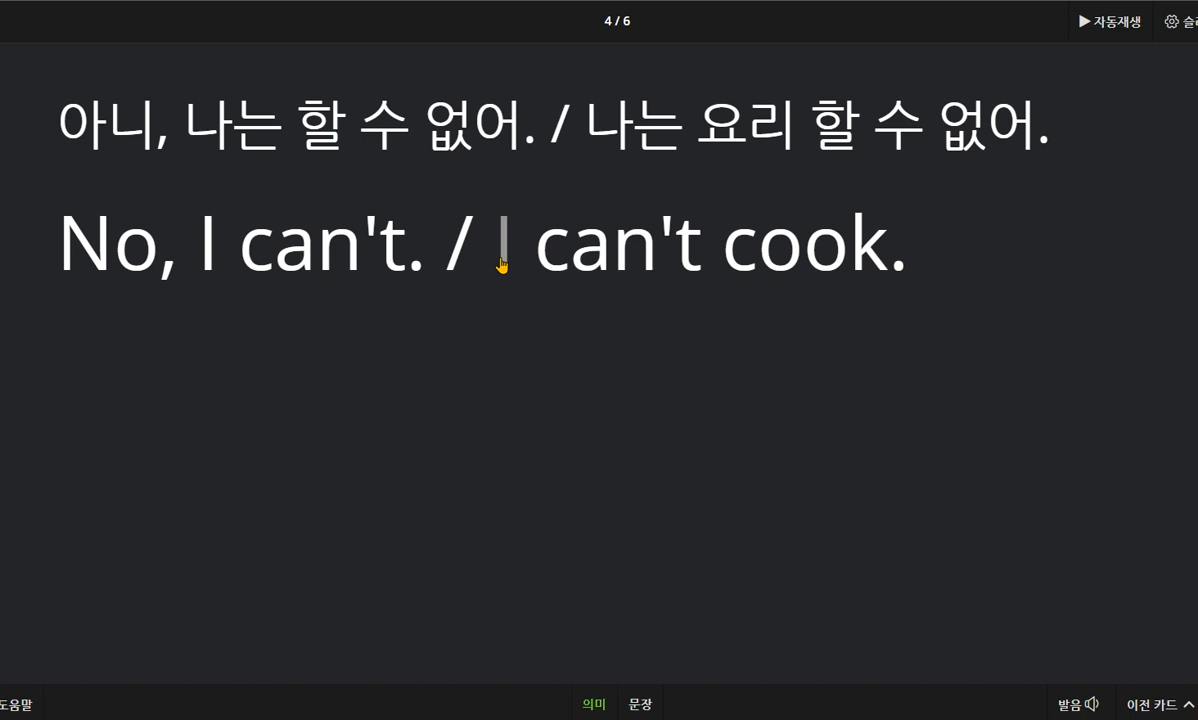 4 / 6
▶ 자동재생
아니, 나는 할 수 없어. / 나는 요리 할 수 없어.
No, I can't. / I can't cook.
도움말
의미 문장
발음
이전 카드